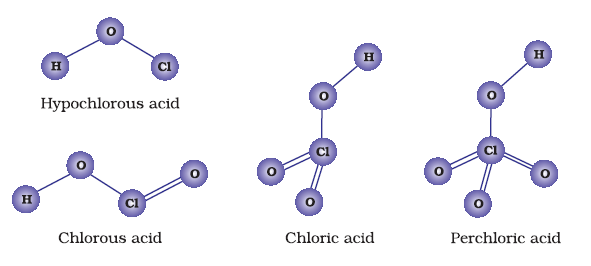 O
H Cl
Hypochlorous acid
O
O
H
Cl
Chlorous acid
H
O
Cl
O
O
Chloric acid
H
O
Cl
O
O
O
Perchloric acid